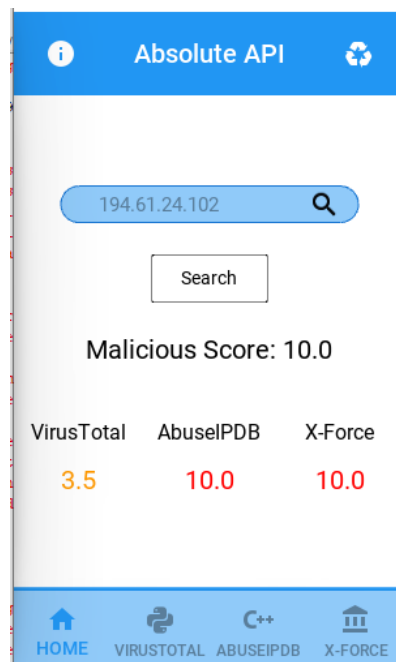 Absolute API
194.61.24.102
Search
Malicious Score: 10.0
VirusTotal AbuseIPDB X-Force
3.5 10.0 10.0
C++
HOME VIRUSTOTAL ABUSEIPDB X-FORCE